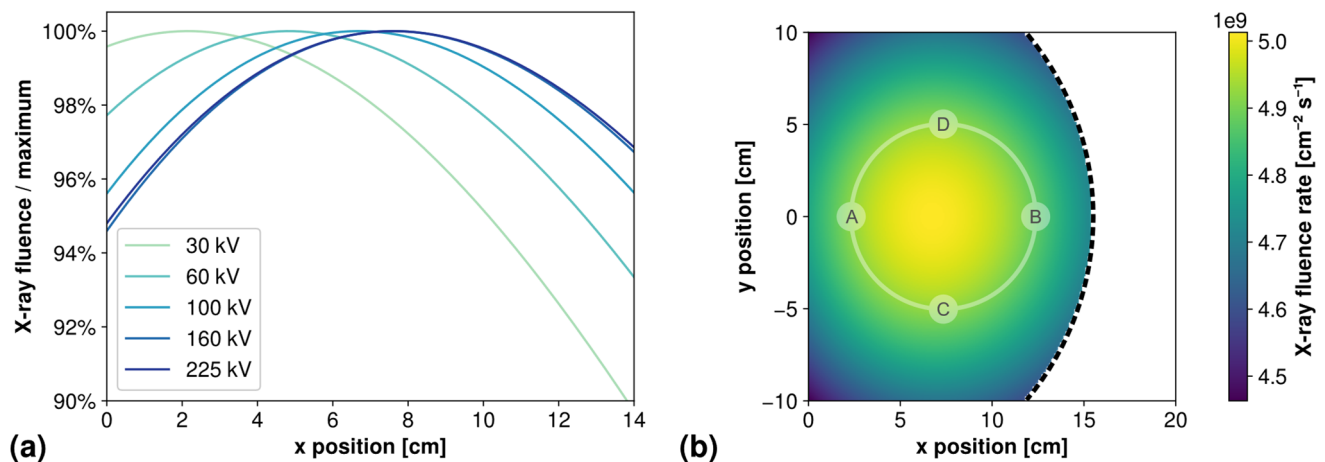 100%
98%
96%
94%
92%
90%
X-ray fluence / maximum
30 kV
60 kV
100 kV
160 kV
225 kV
0 2 4 6 8 10 12 14
x position [cm]
(a)
10
5
0
−5
−10
y position [cm]
D
A B
C
0 5 10 15 20
x position [cm]
(b)
1e9
5.0
4.9
4.8
4.7
4.6
4.5
X-ray fluence rate [cm⁻² s⁻¹]